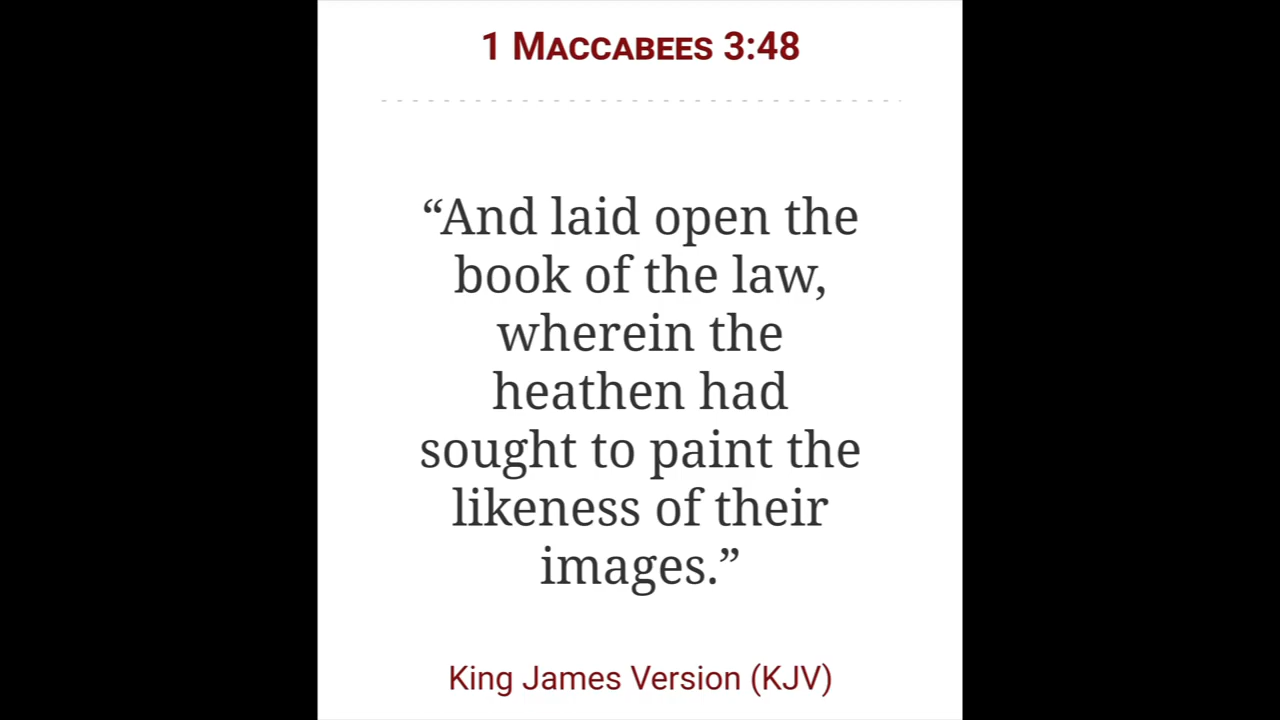 1 Maccabees 3:48
“And laid open the
book of the law,
wherein the
heathen had
sought to paint the
likeness of their
images.”
King James Version (KJV)